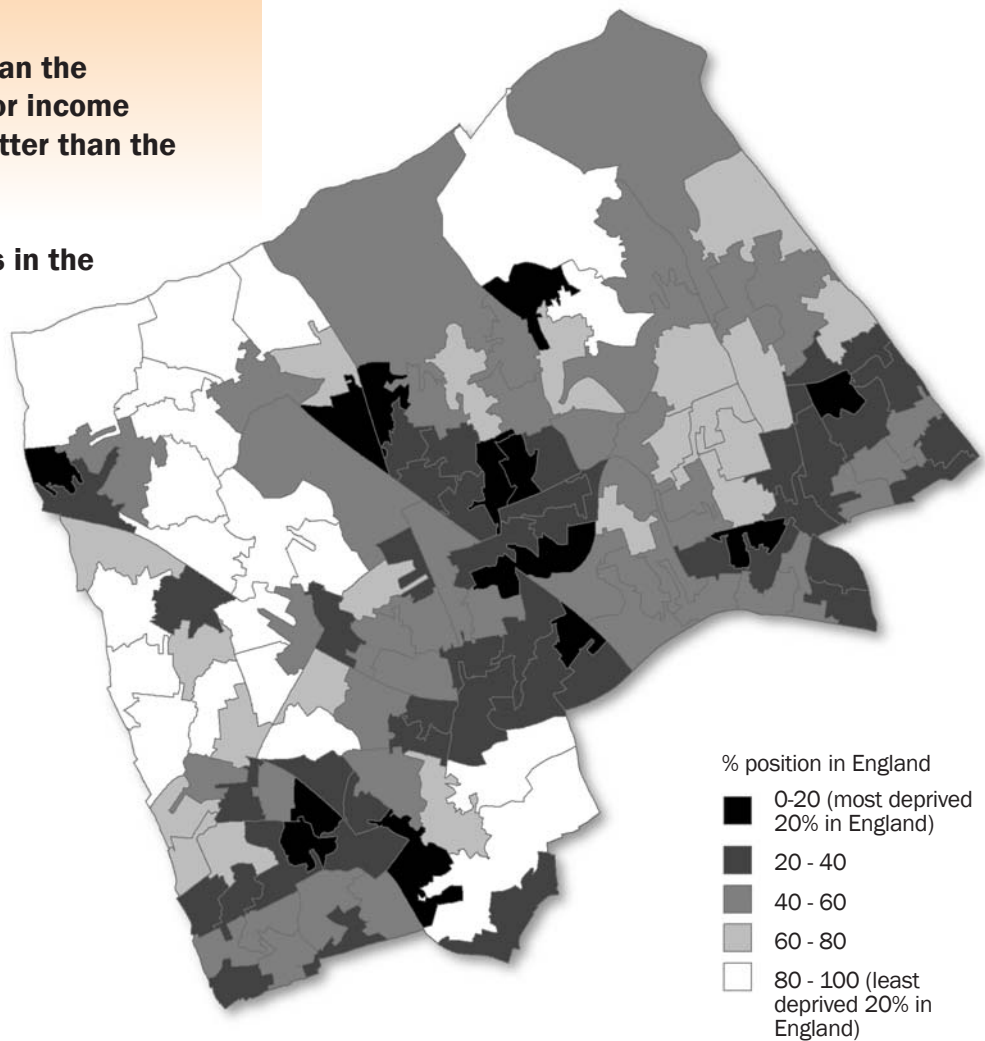 an the
or income
tter than the
s in the
% position in England
0-20 (most deprived
20% in England)
20 - 40
40 - 60
60 - 80
80 - 100 (least
deprived 20% in
England)